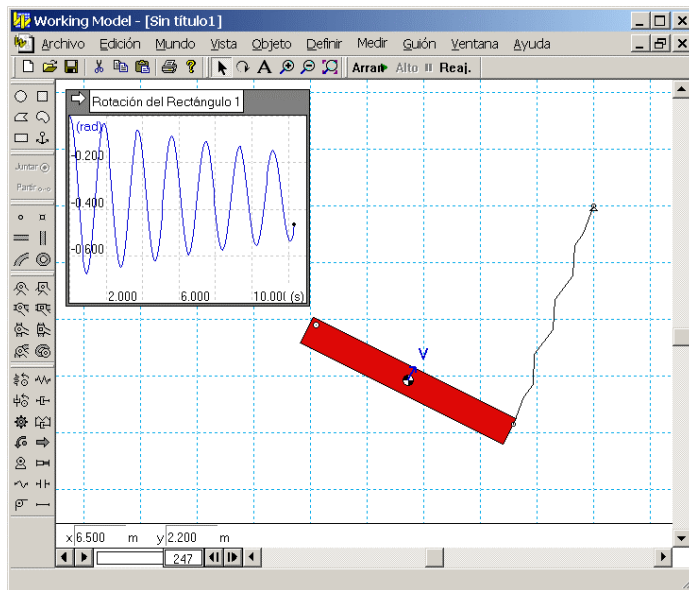 Working Model - [Sin título1]
Archivo Edición Mundo Vista Objeto Definir Medir Guión Ventana Ayuda
A Arran Alto II Reaj.
Rotación del Rectángulo 1
(rad)
-0.200
-0.400
-0.600
2.000 6.000 10.000 (s)
Juntar
Partir
V
x 6.500 m y 2.200 m
247